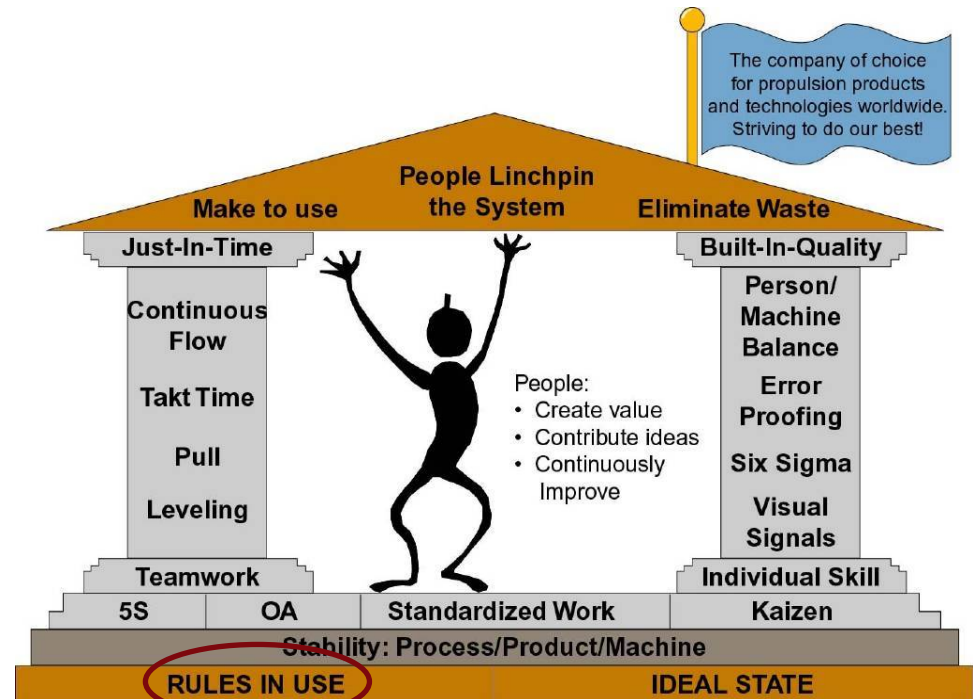 The company of choice
for propulsion products
and technologies worldwide.
Striving to do our best!
People Linchpin
the System
Make to use
Eliminate Waste
Just-In-Time
Continuous
Flow
Takt Time
Pull
Leveling
Teamwork
People:
• Create value
• Contribute ideas
• Continuously
Improve
Built-In-Quality
Person/
Machine
Balance
Error
Proofing
Six Sigma
Visual
Signals
Individual Skill
5S OA Standardized Work Kaizen
Stability: Process/Product/Machine
RULES IN USE IDEAL STATE